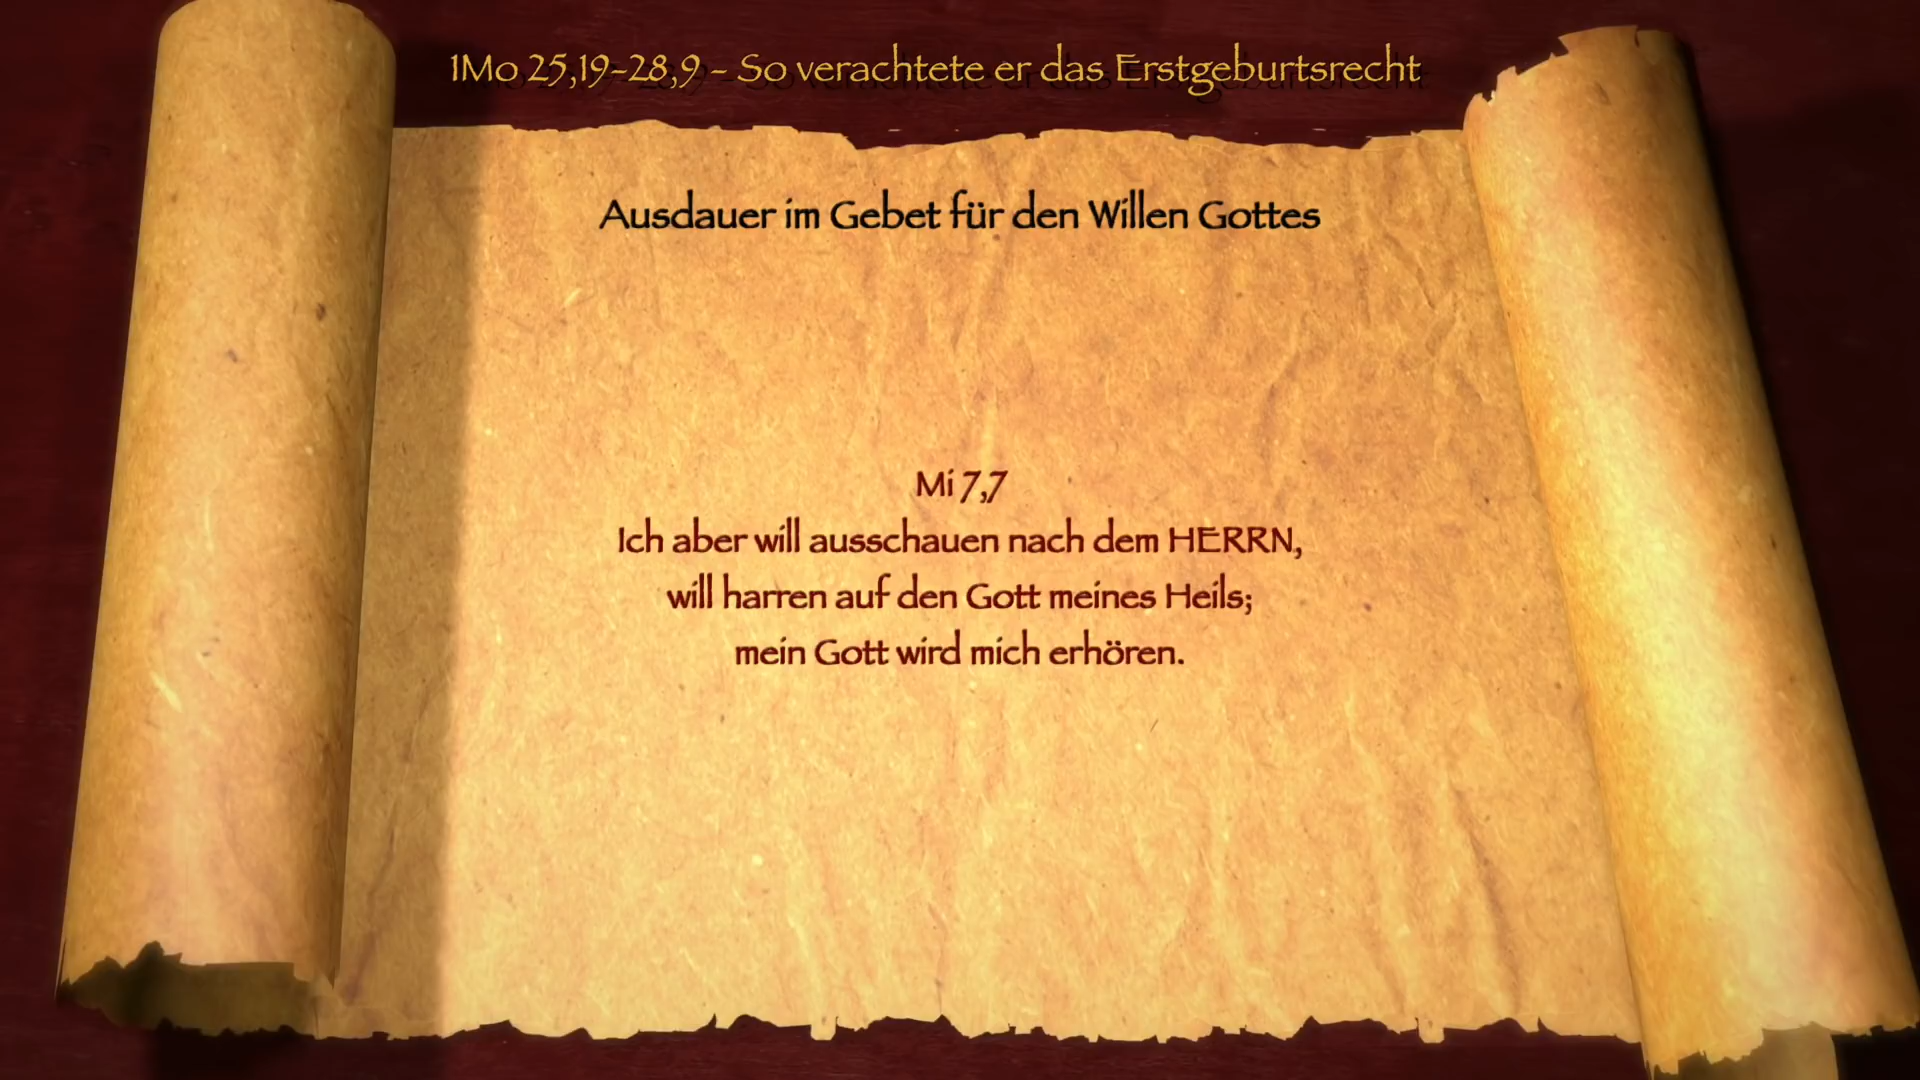 1Mo 25,19-28,9 - So verachtete er das Erstgeburtsrecht
Ausdauer im Gebet für den Willen Gottes
Mi 7,7
Ich aber will ausschauen nach dem HERRN,
will harren auf den Gott meines Heils;
mein Gott wird mich erhören.